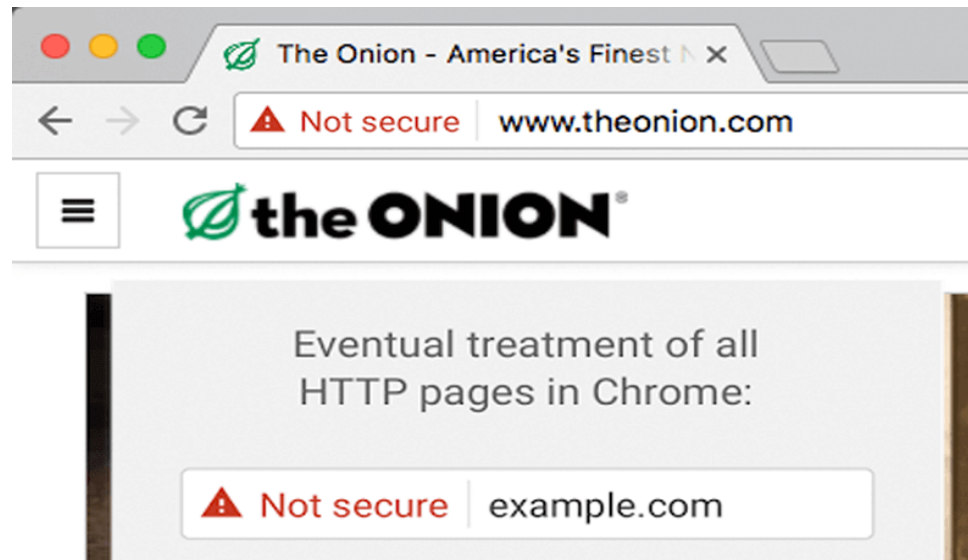 The Onion - America's Finest N
Not secure www.theonion.com
the ONION®
Eventual treatment of all
HTTP pages in Chrome:
Not secure example.com